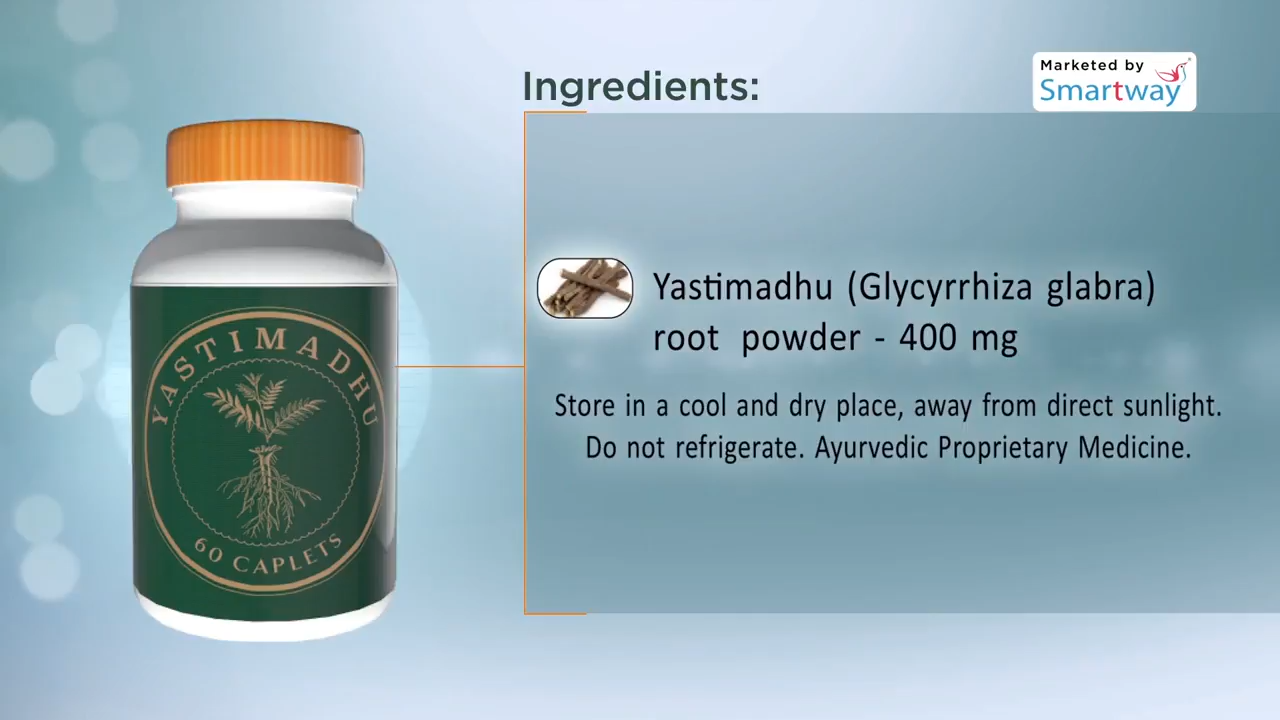 Ingredients:
Marketed by
Smartway
Yastimadhu (Glycyrrhiza glabra)
root powder - 400 mg
Store in a cool and dry place, away from direct sunlight.
Do not refrigerate. Ayurvedic Proprietary Medicine.
YASTIMADHU
60 CAPLETS